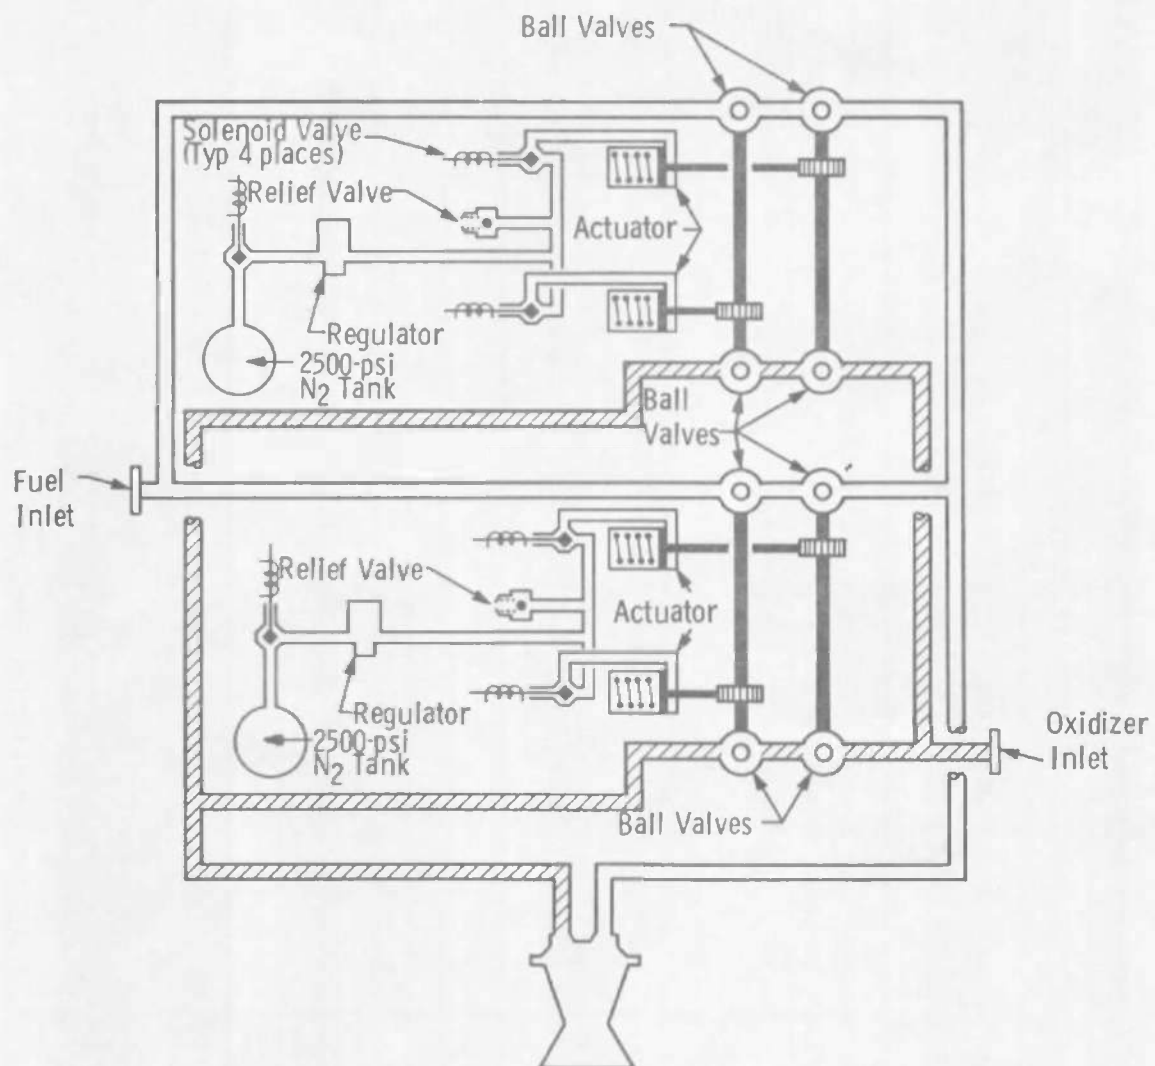 Ball Valves
Solenoid Valve
(Typ 4 places)
Relief Valve
Actuator
Regulator
2500-psi
N2 Tank
Ball
Valves
Fuel
Inlet
Relief Valve
Actuator
Regulator
2500-psi
N2 Tank
Oxidizer
Inlet
Ball Valves